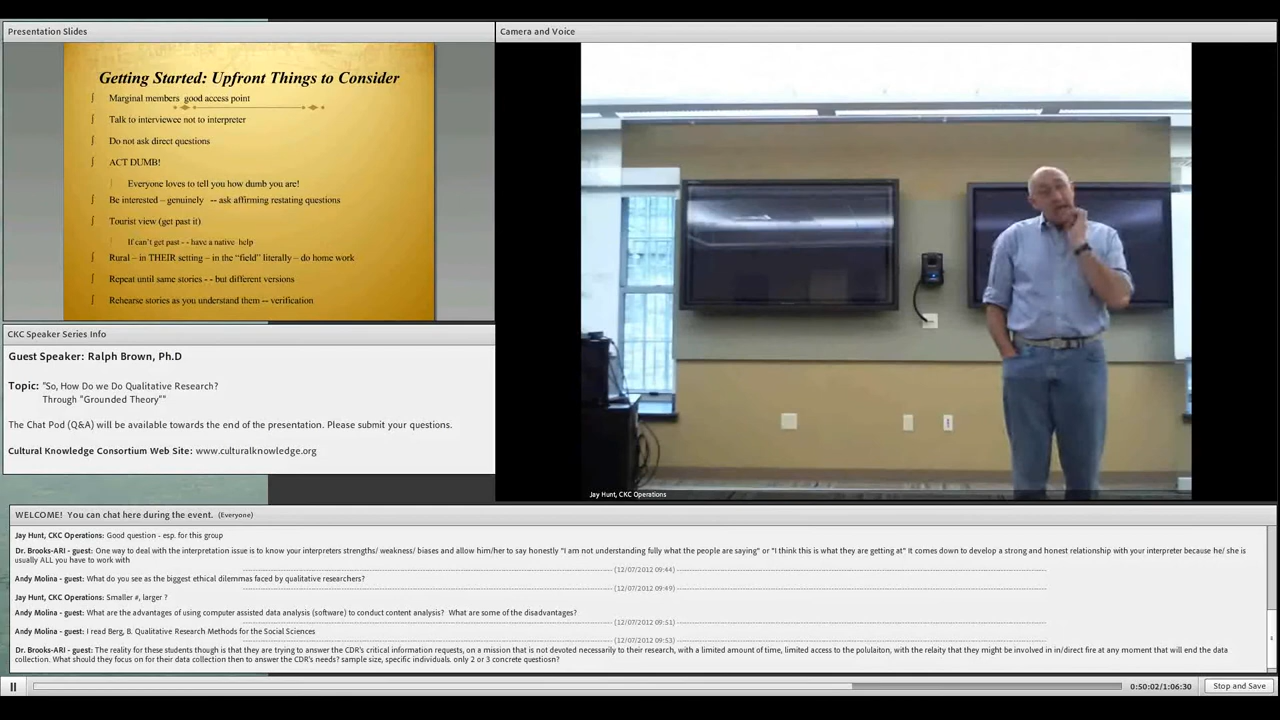 Presentation Slides
Getting Started: Upfront Things to Consider
Marginal members good access point
Talk to interviewee not to interpreter
Do not ask direct questions
ACT DUMB!
Everyone loves to tell you how dumb you are!
Be interested – genuinely -- ask affirming restating questions
Tourist view (get past it)
If can't get past - - have a native help
Rural – in THEIR setting – in the "field" literally – do home work
Repeat until same stories - - but different versions
Rehearse stories as you understand them -- verification
CKC Speaker Series Info
Guest Speaker: Ralph Brown, Ph.D
Topic: "So, How Do we Do Qualitative Research?
Through "Grounded Theory""
The Chat Pod (Q&A) will be available towards the end of the presentation. Please submit your questions.
Cultural Knowledge Consortium Web Site: www.culturalknowledge.org
Camera and Voice
Jay Hunt, CKC Operations
WELCOME! You can chat here during the event. (Everyone)
Jay Hunt, CKC Operations: Good question - esp. for this group
Dr. Brooks-ARI - guest: One way to deal with the interpretation issue is to know your interpreters strengths/ weakness/ biases and allow him/her to say honestly "I am not understanding fully what the people are saying" or "I think this is what they are getting at" It comes down to develop a strong and honest relationship with your interpreter because he/ she is
usually ALL you have to work with
(12/07/2012 09:44)
Andy Molina - guest: What do you see as the biggest ethical dilemmas faced by qualitative researchers?
(12/07/2012 09:49)
Jay Hunt, CKC Operations: Smaller #, larger ?
Andy Molina - guest: What are the advantages of using computer assisted data analysis (software) to conduct content analysis? What are some of the disadvantages?
(12/07/2012 09:51)
Andy Molina - guest: I read Berg, B. Qualitative Research Methods for the Social Sciences
(12/07/2012 09:53)
Dr. Brooks-ARI - guest: The reality for these students though is that they are trying to answer the CDR's critical information requests, on a mission that is not devoted necessarily to their research, with a limited amount of time, limited access to the polulaiton, with the relaity that they might be involved in in/direct fire at any moment that will end the data
collection. What should they focus on for their data collection then to answer the CDR's needs? sample size, specific individuals. only 2 or 3 concrete questiosn?
0:50:02/1:06:30
Stop and Save